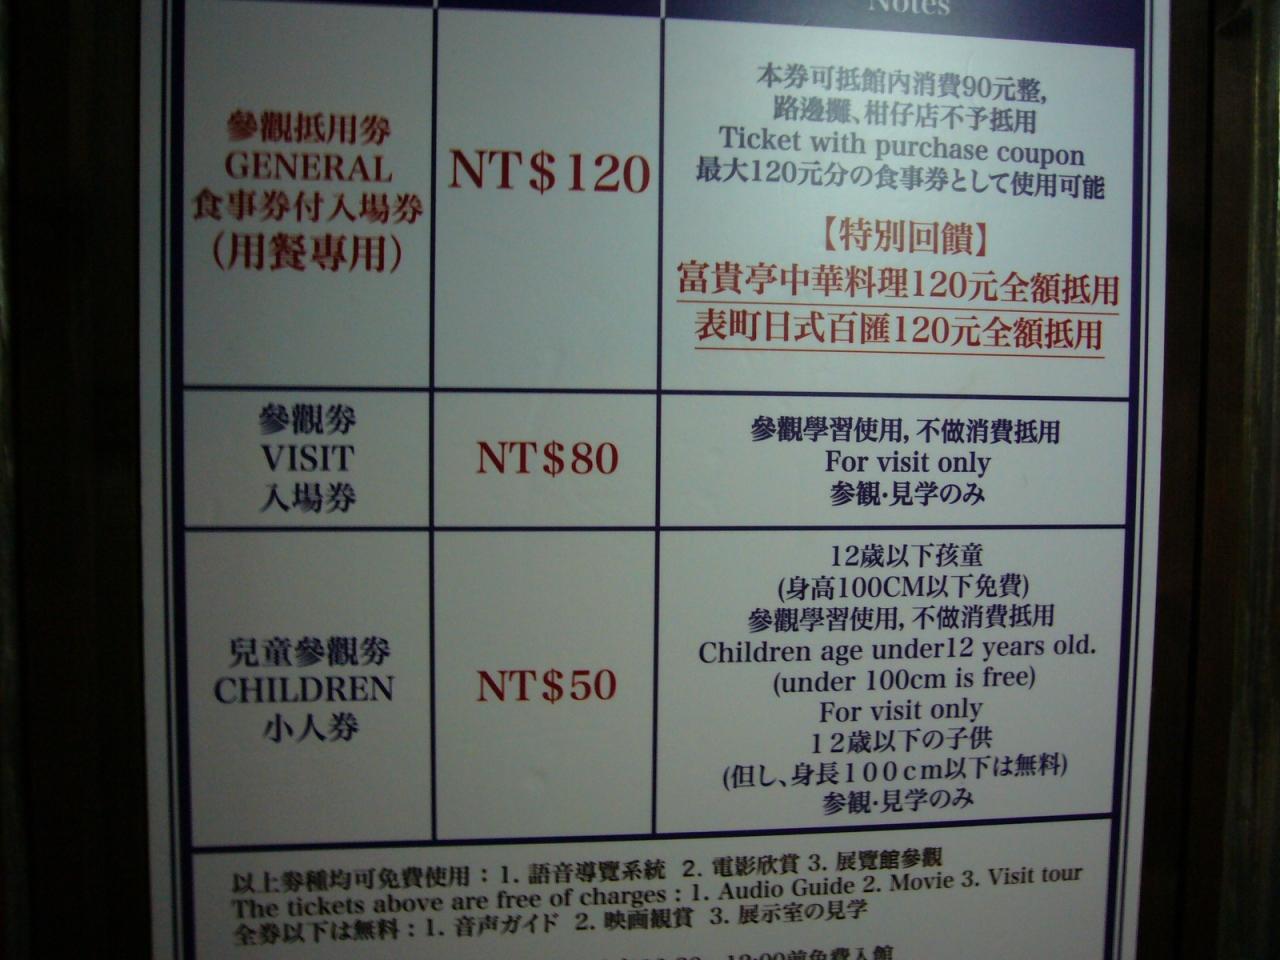 Notes
參觀抵用券
GENERAL
食事券付入場券
(用餐專用)
NT$120
本券可抵館內消費90元整,
路邊攤、柑仔店不予抵用
Ticket with purchase coupon
最大120元分の食事券として使用可能
【特別回饋】
富貴亭中華料理120元全額抵用
表町日式百匯120元全額抵用
參觀券
VISIT
入場券
NT$80
參觀學習使用,不做消費抵用
For visit only
参観·見学のみ
兒童參觀券
CHILDREN
小人券
NT$50
12歲以下孩童
(身高100CM以下免費)
參觀學習使用,不做消費抵用
Children age under12 years old.
(under 100cm is free)
For visit only
12歳以下の子供
(但し、身長100cm以下は無料)
参観·見学のみ
以上券種均可免費使用:1. 語音導覽系統 2. 電影欣賞 3. 展覽館參觀
The tickets above are free of charges : 1. Audio Guide 2. Movie 3. Visit tour
全券以下は無料:1. 音声ガイド 2. 映画観賞 3. 展示室の見学
前免費入館